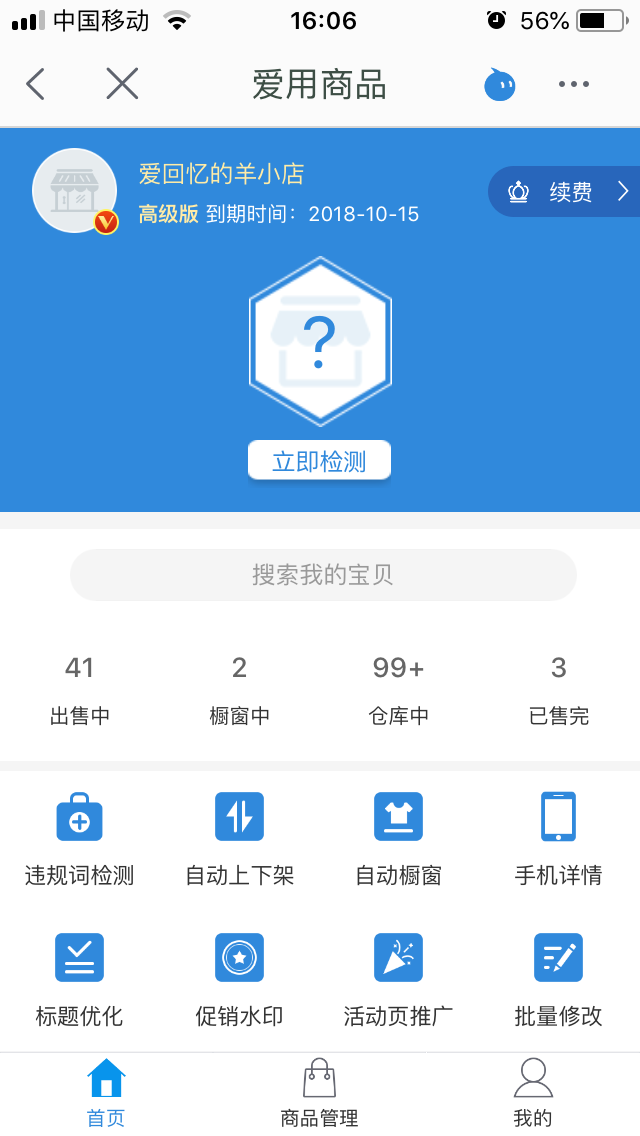 中国移动 16:06 56%
爱用商品
爱回忆的羊小店
高级版 到期时间：2018-10-15
续费
?
立即检测
搜索我的宝贝
41 2 99+ 3
出售中 橱窗中 仓库中 已售完
违规词检测 自动上下架 自动橱窗 手机详情
标题优化 促销水印 活动页推广 批量修改
首页 商品管理 我的